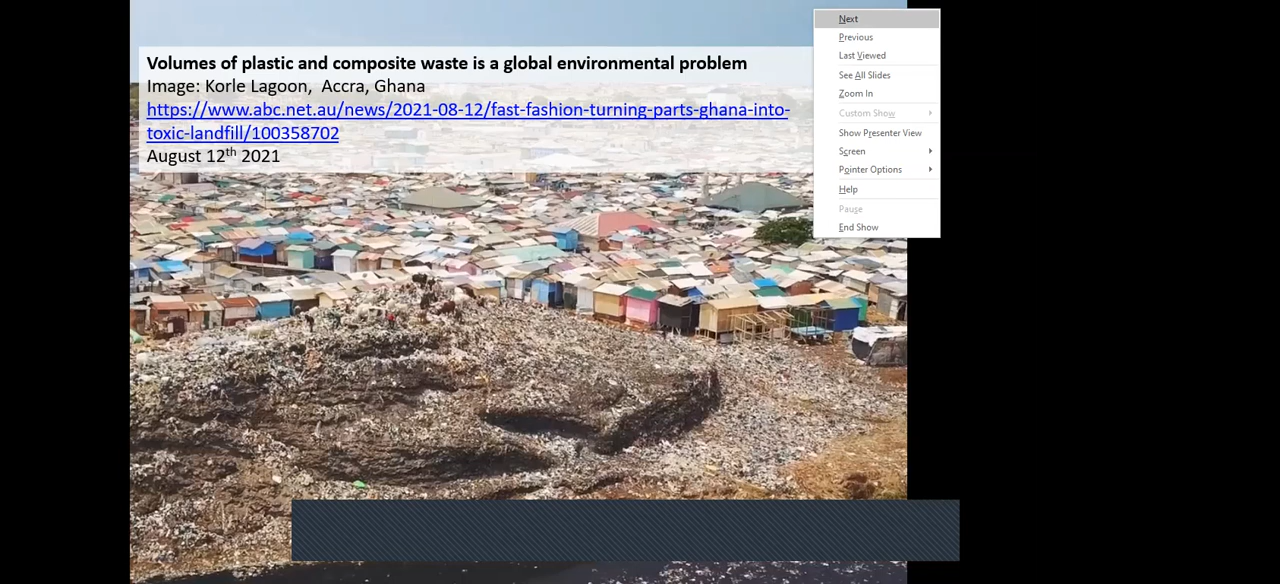 Volumes of plastic and composite waste is a global environmental problem
Image: Korle Lagoon, Accra, Ghana
https://www.abc.net.au/news/2021-08-12/fast-fashion-turning-parts-ghana-into-
toxic-landfill/100358702
August 12th 2021
Next
Previous
Last Viewed
See All Slides
Zoom In
Custom Show
Show Presenter View
Screen
Pointer Options
Help
Pause
End Show